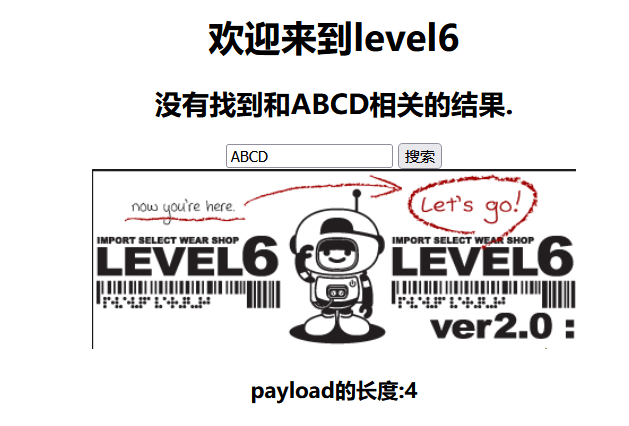 欢迎来到level6
没有找到和ABCD相关的结果.
ABCD 搜索
now you're here. Let's go!
IMPORT SELECT WEAR SHOP IMPORT SELECT WEAR SHOP
LEVEL6 LEVEL6
ver2.0 :
payload的长度:4